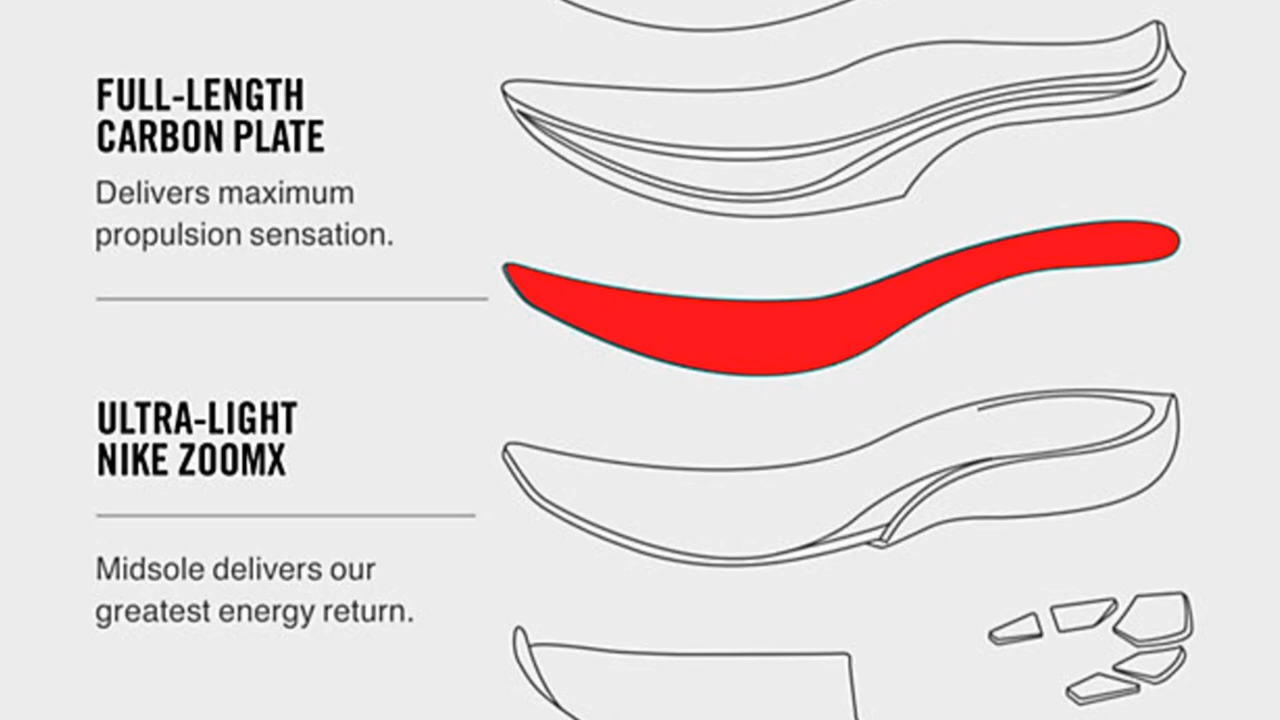 FULL-LENGTH
CARBON PLATE
Delivers maximum
propulsion sensation.
ULTRA-LIGHT
NIKE ZOOMX
Midsole delivers our
greatest energy return.